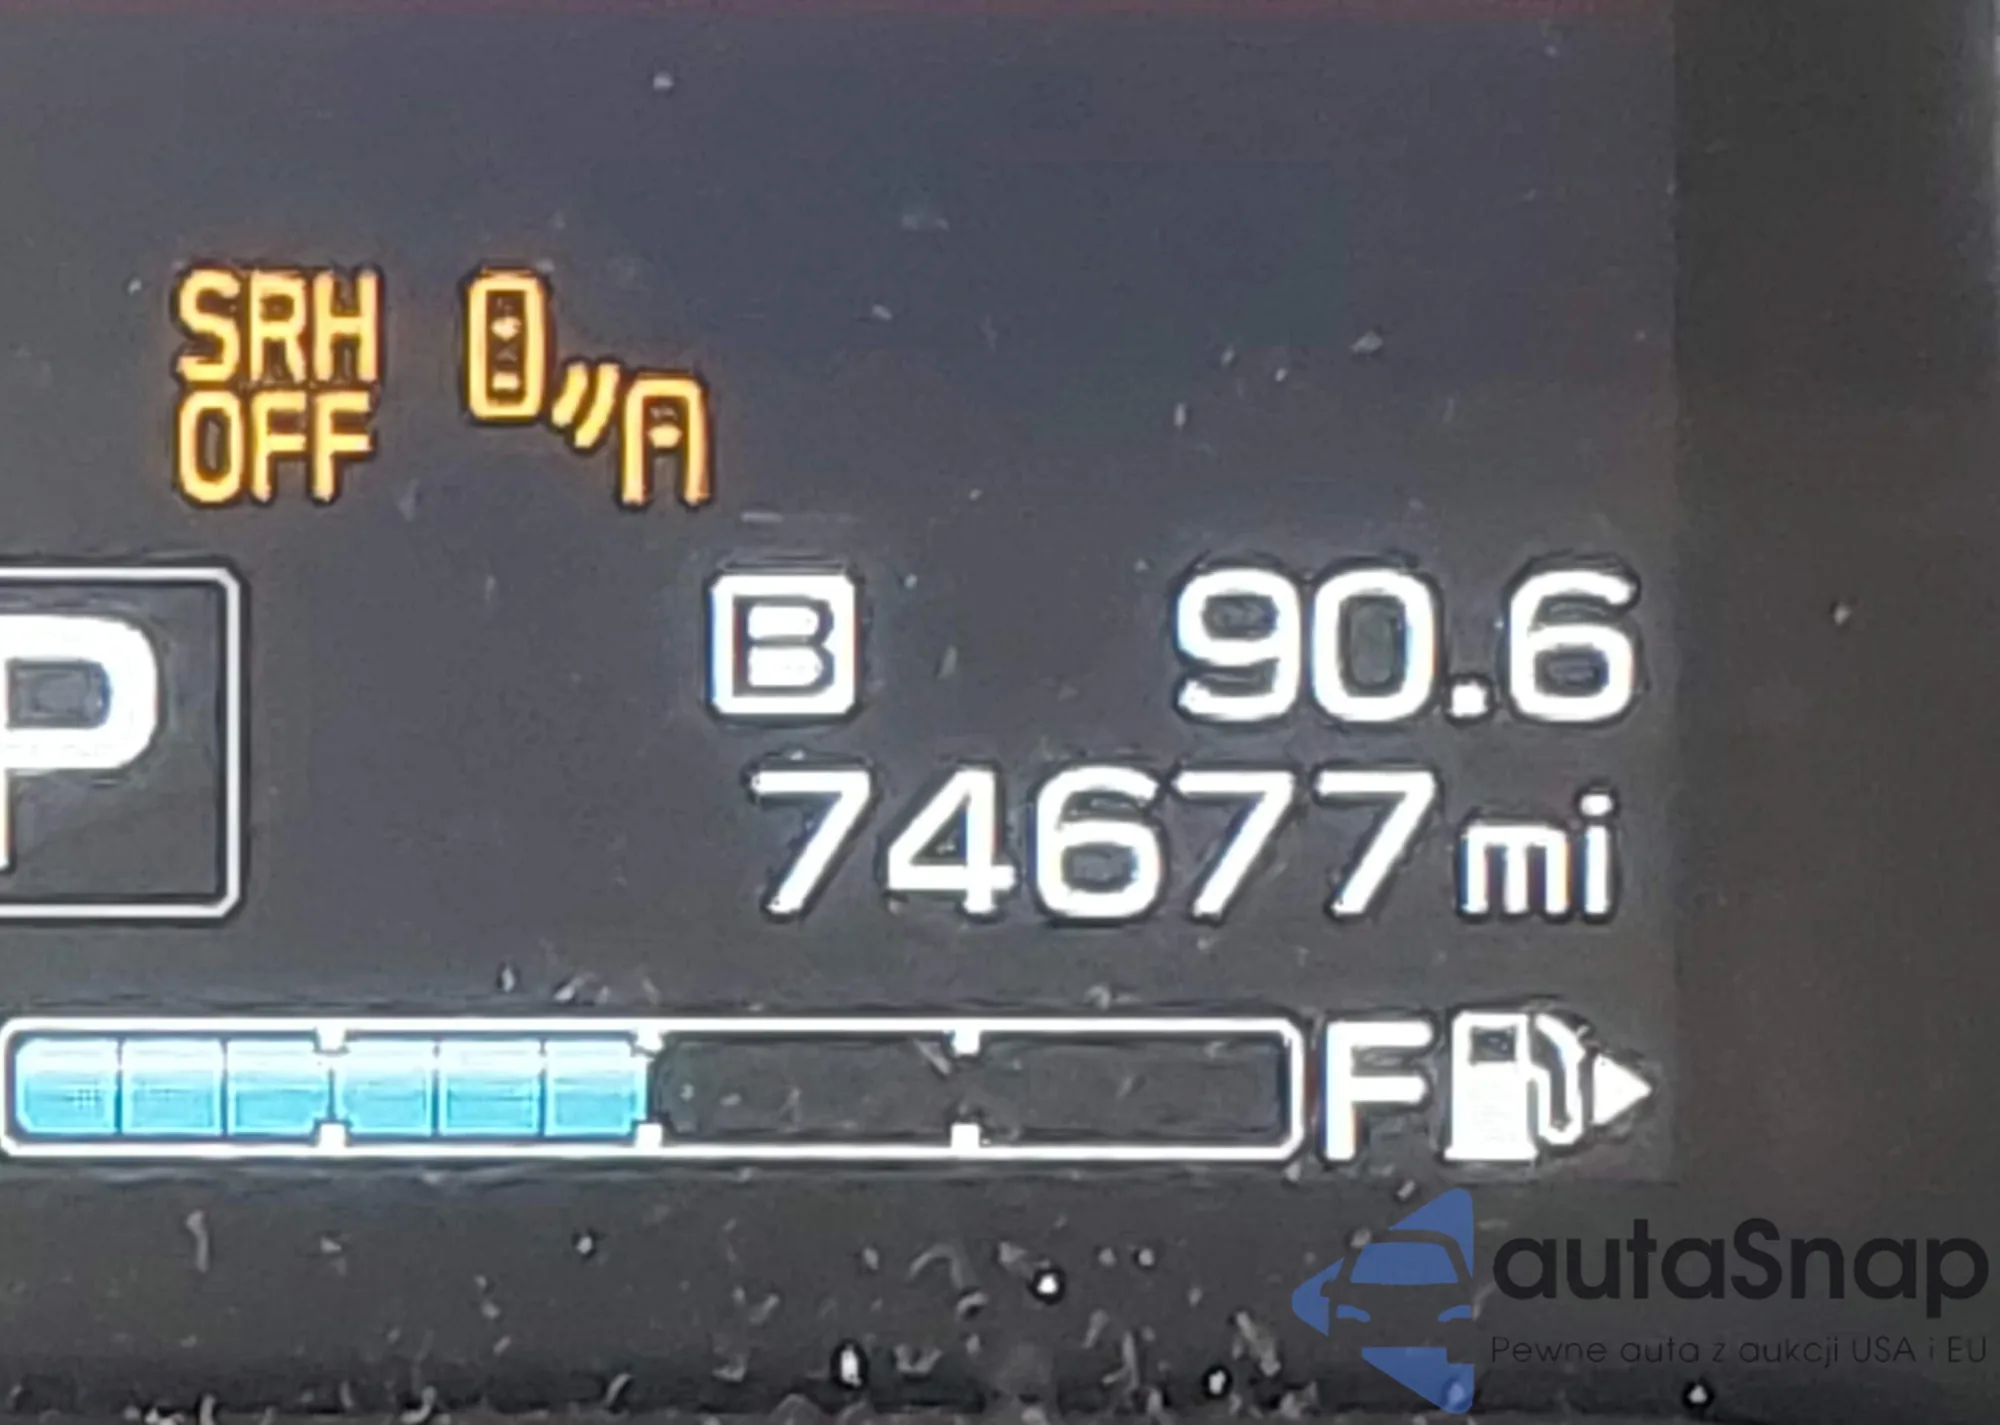 SRH
OFF
P
B 90.6
74677 mi
F
autaSnap
Pewne auta z aukcji USA i EU